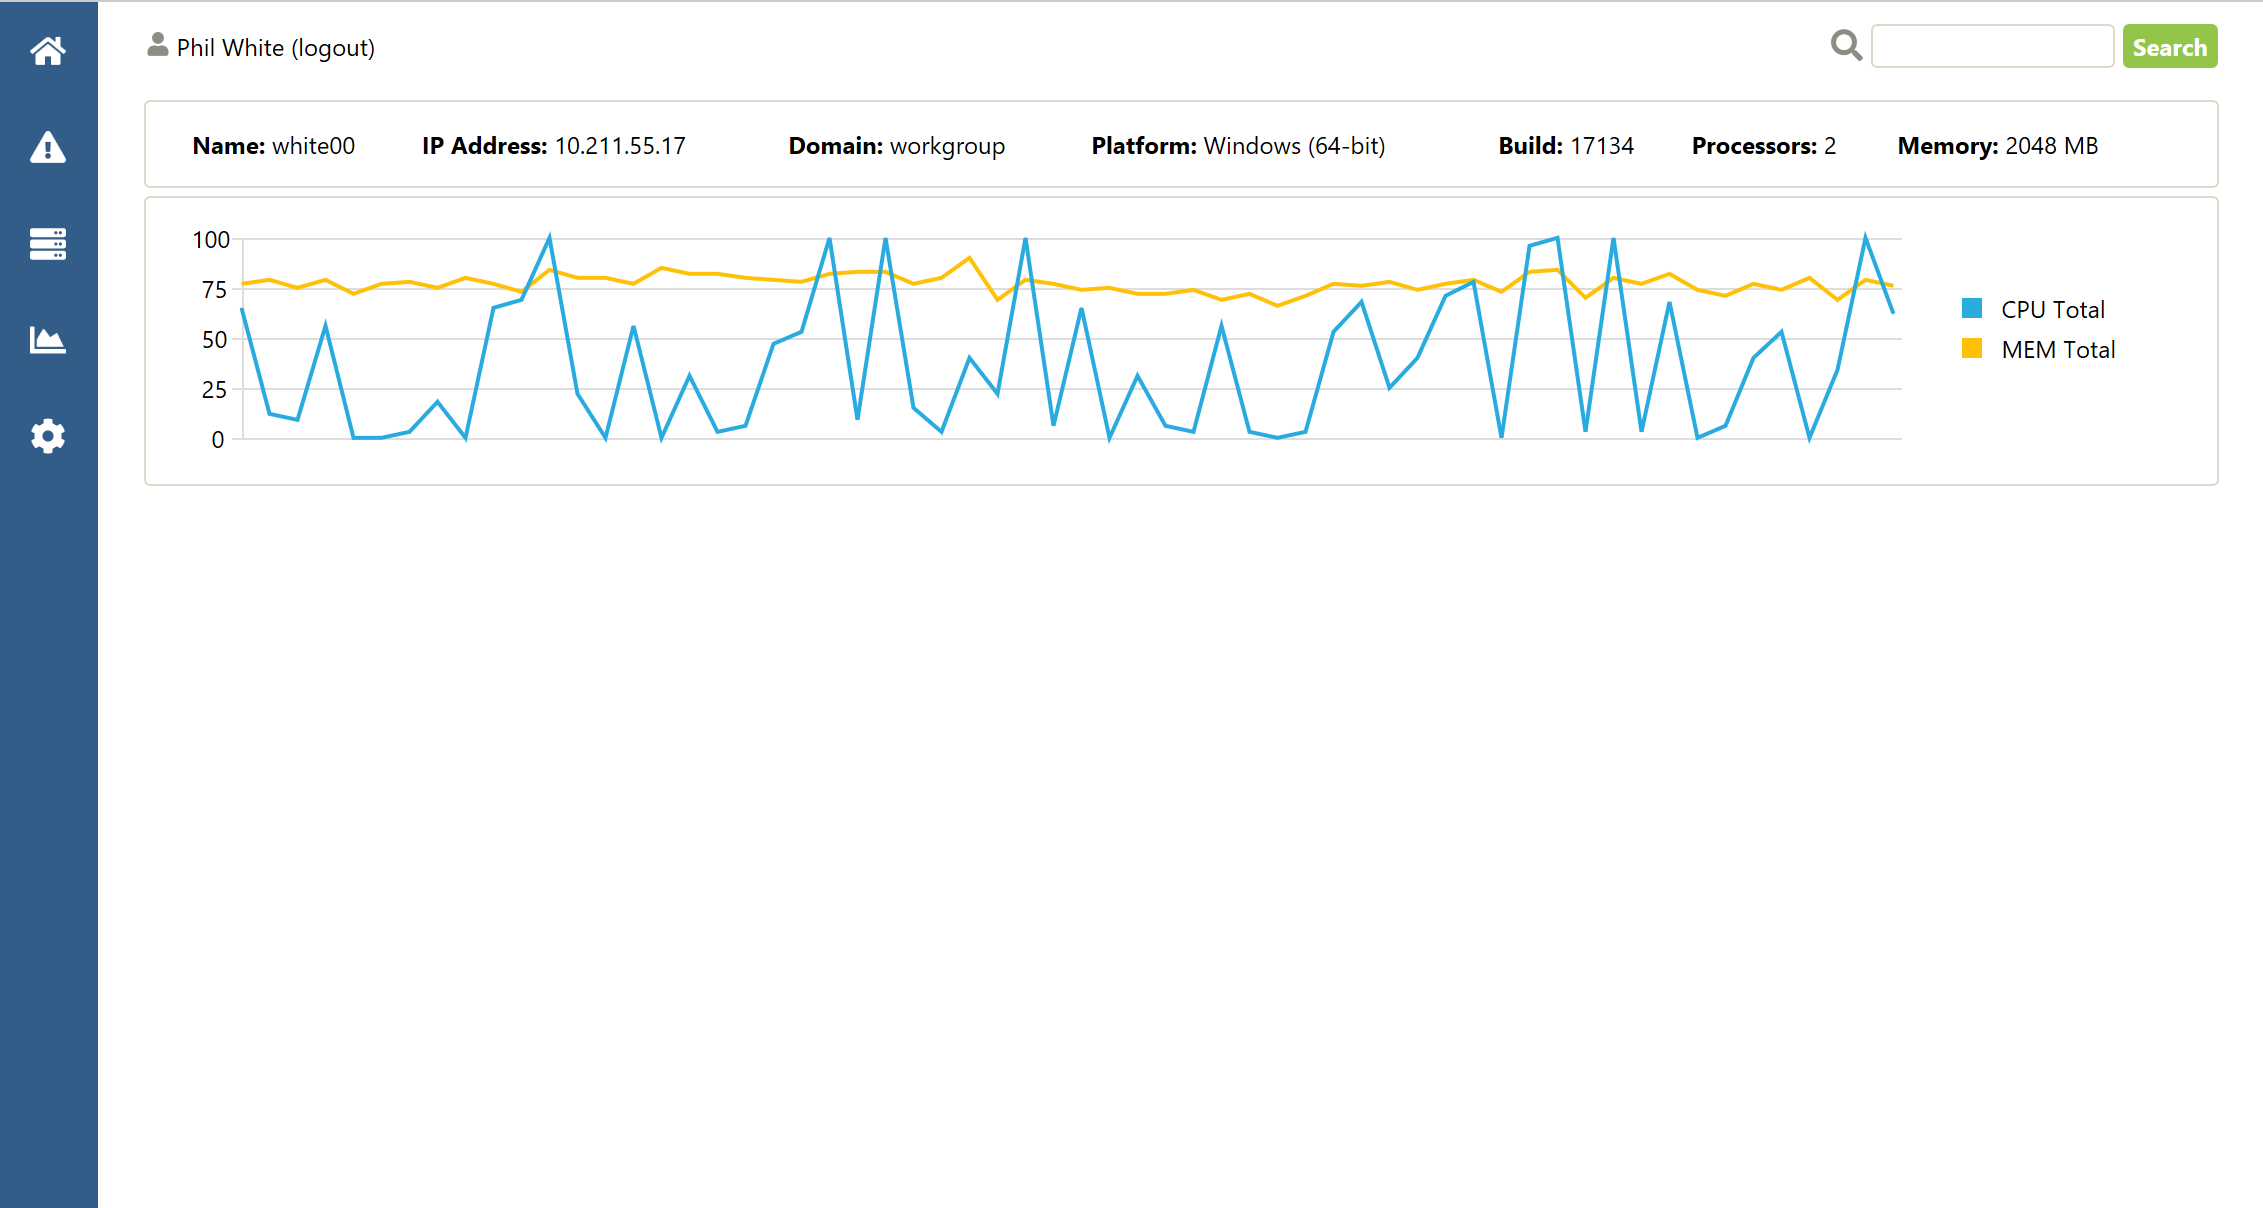 Phil White (logout) Search
Name: white00 IP Address: 10.211.55.17 Domain: workgroup Platform: Windows (64-bit) Build: 17134 Processors: 2 Memory: 2048 MB
100
75
CPU Total
50
MEM Total
25
0